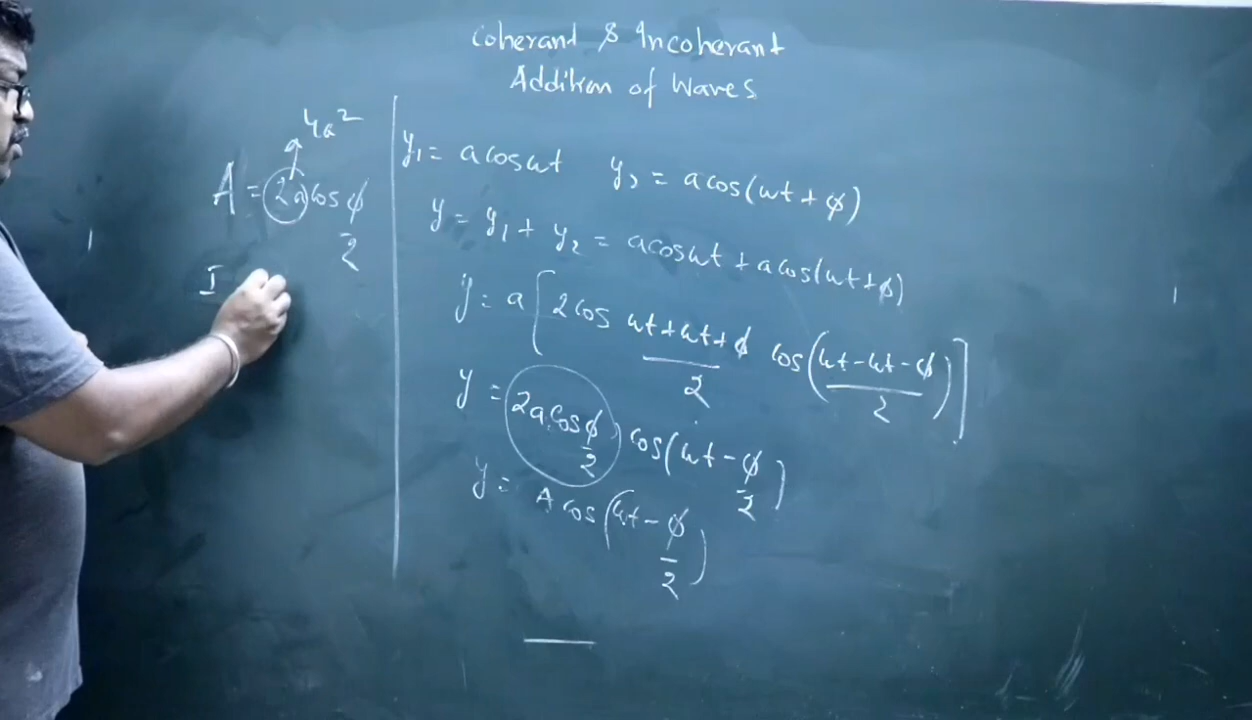 Coherant & Incoherant
Addition of Waves
4a²
A = 2a cos ϕ/2
I
y₁ = a cos ωt y₂ = a cos(ωt + ϕ)
y = y₁ + y₂ = a cos ωt + a cos(ωt + ϕ)
y = a [2 cos (ωt + ωt + ϕ)/2 cos((ωt - ωt - ϕ)/2)]
y = 2a cos ϕ/2 cos(ωt - ϕ/2)
y = A cos(ωt - ϕ/2)